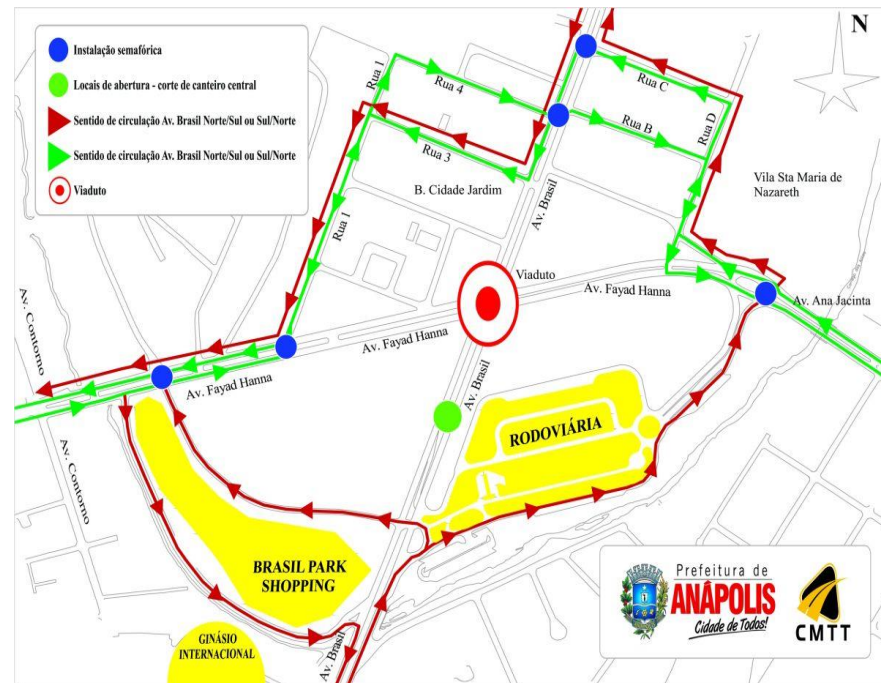 Instalação semafórica
Locais de abertura - corte de canteiro central
Sentido de circulação Av. Brasil Norte/Sul ou Sul/Norte
Sentido de circulação Av. Brasil Norte/Sul ou Sul/Norte
Viaduto
N
Rua 1
Rua 4
Rua C
Rua D
Rua B
Rua 3
B. Cidade Jardim
Vila Sta Maria de
Nazareth
Rua 1
Av. Brasil
Viaduto
Av. Fayad Hanna
Av. Ana Jacinta
Av. Contorno
Av. Fayad Hanna
Av. Fayad Hanna
Av. Brasil
Av. Contorno
RODOVIÁRIA
BRASIL PARK
SHOPPING
GINÁSIO
INTERNACIONAL
Av. Brasil
Prefeitura de
ANÁPOLIS
Cidade de Todos!
CMTT